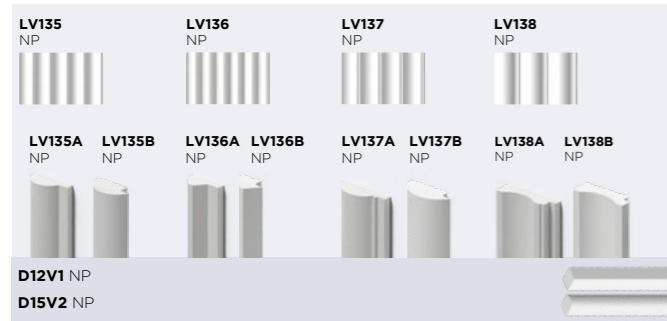 LV135 LV136 LV137 LV138
NP NP NP NP
LV135A LV135B LV136A LV136B LV137A LV137B LV138A LV138B
NP NP NP NP NP NP NP NP
D12V1 NP
D15V2 NP